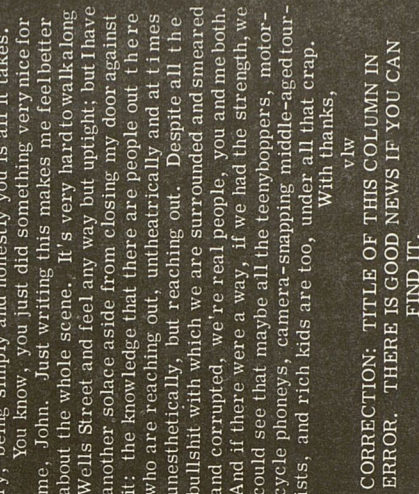 y, being simply and honestly you is all it takes.
You know, you just did something very nice for
me, John. Just writing this makes me feel better
about the whole scene. It's very hard to walk along
Wells Street and feel any way but uptight; but I have
another solace aside from closing my door against
it: the knowledge that there are people out there
who are reaching out, untheatrically and at times
unesthetically, but reaching out. Despite all the
bullshit with which we are surrounded and smeared
and corrupted, we're real people, you and me both.
And if there were a way, if we had the strength, we
could see that maybe all the teenyboppers, motor-
cycle phoneys, camera-snapping middle-aged tour-
ists, and rich kids are too, under all that crap.
With thanks,
vlw
CORRECTION: TITLE OF THIS COLUMN IN
ERROR. THERE IS GOOD NEWS IF YOU CAN
FIND IT.